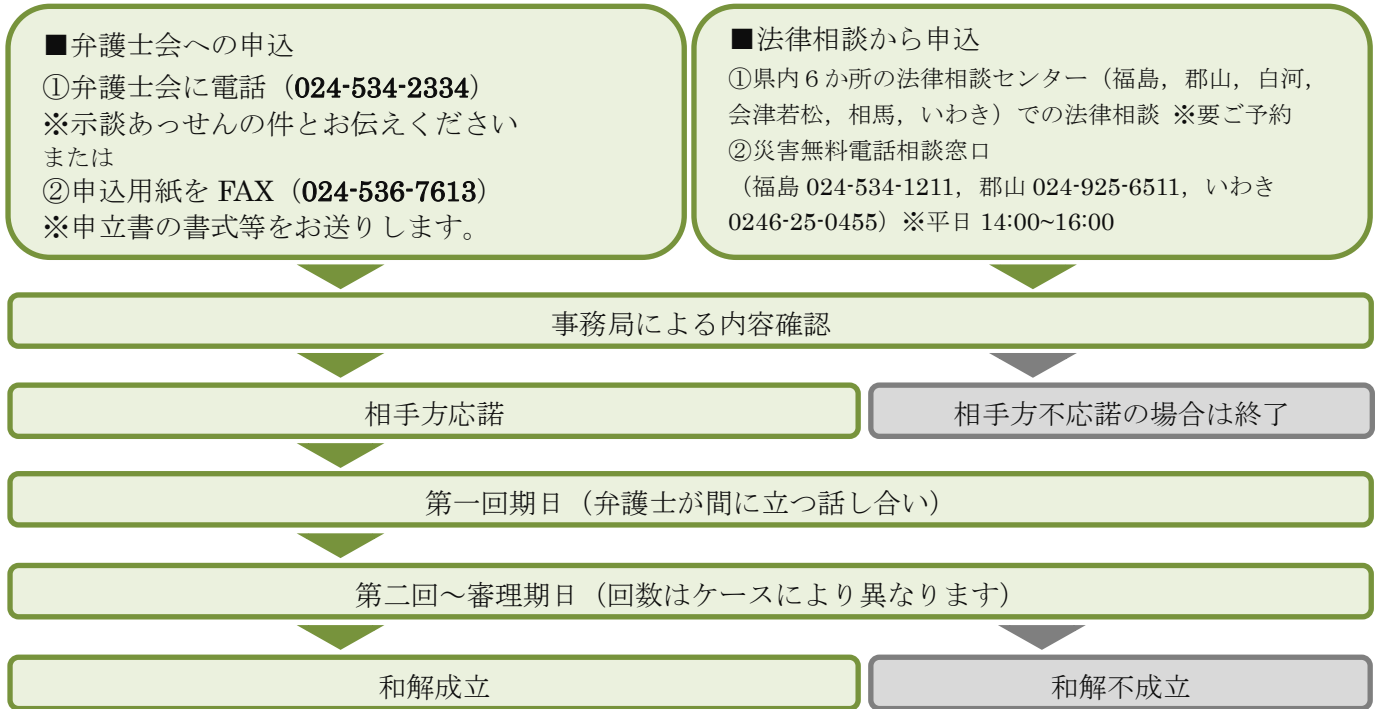 ■弁護士会への申込
①弁護士会に電話（024-534-2334）
※示談あっせんの件とお伝えください
または
②申込用紙を FAX（024-536-7613）
※申立書の書式等をお送りします。
■法律相談から申込
①県内６か所の法律相談センター（福島，郡山，白河，
会津若松，相馬，いわき）での法律相談 ※要ご予約
②災害無料電話相談窓口
（福島 024-534-1211，郡山 024-925-6511，いわき
0246-25-0455）※平日 14:00~16:00
事務局による内容確認
相手方応諾
相手方不応諾の場合は終了
第一回期日（弁護士が間に立つ話し合い）
第二回～審理期日（回数はケースにより異なります）
和解成立
和解不成立